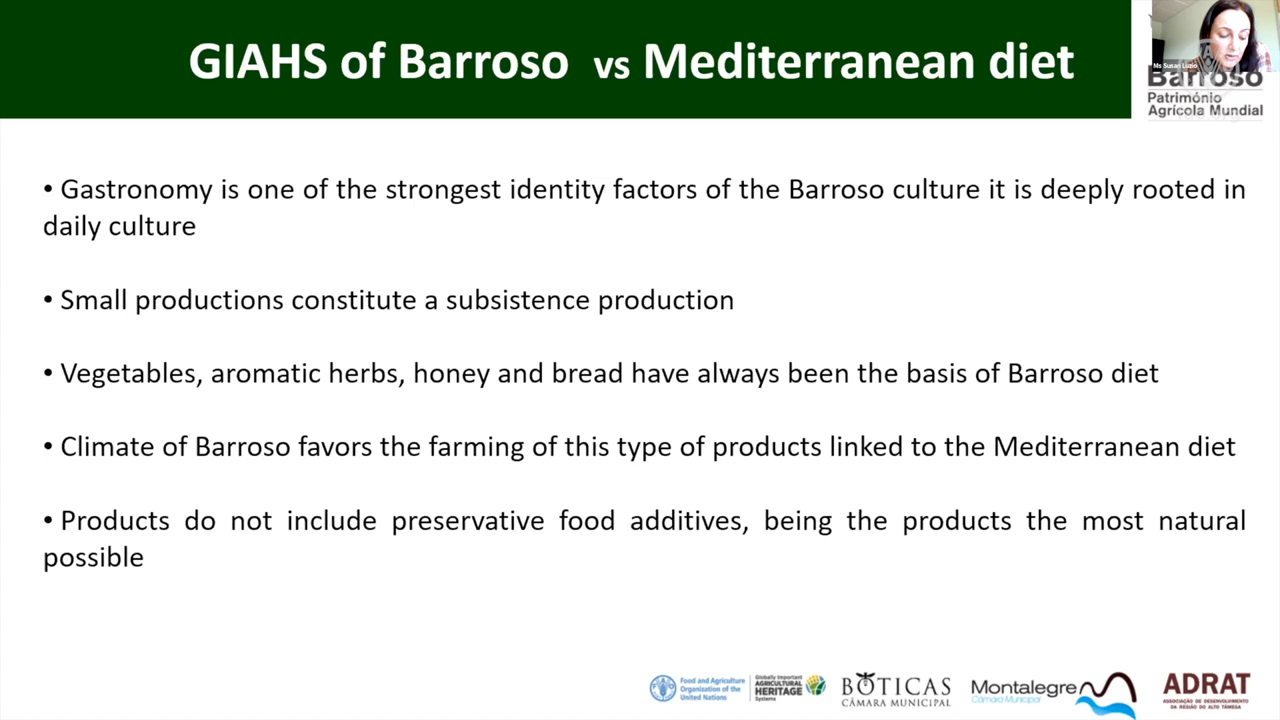 GIAHS of Barroso vs Mediterranean diet
Ms Susan Luzio
Barroso
Património
Agrícola Mundial
• Gastronomy is one of the strongest identity factors of the Barroso culture it is deeply rooted in
daily culture
• Small productions constitute a subsistence production
• Vegetables, aromatic herbs, honey and bread have always been the basis of Barroso diet
• Climate of Barroso favors the farming of this type of products linked to the Mediterranean diet
• Products do not include preservative food additives, being the products the most natural
possible
Food and Agriculture
Organization of the
United Nations
Globally Important
AGRICULTURAL
HERITAGE
Systems
BOTICAS
CÂMARA MUNICIPAL
Montalegre
Câmara Municipal
ADRAT
ASSOCIAÇÃO DE DESENVOLVIMENTO
DA REGIÃO DO ALTO TÂMEGA